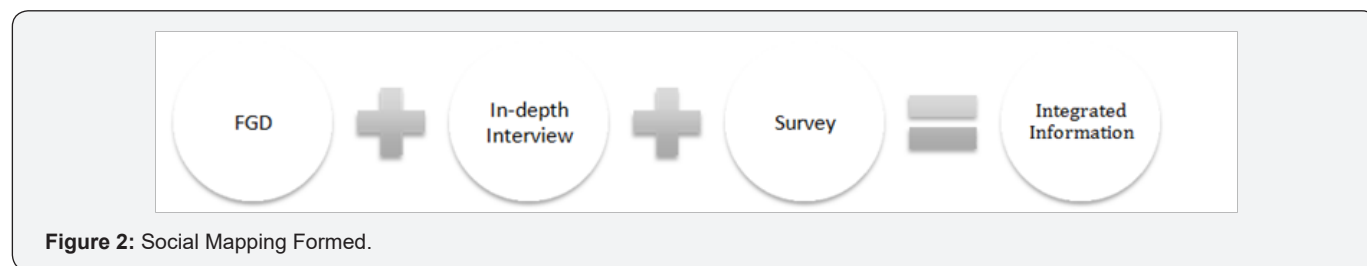 FGD
In-depth
Interview
Survey
Integrated
Information
Figure 2: Social Mapping Formed.